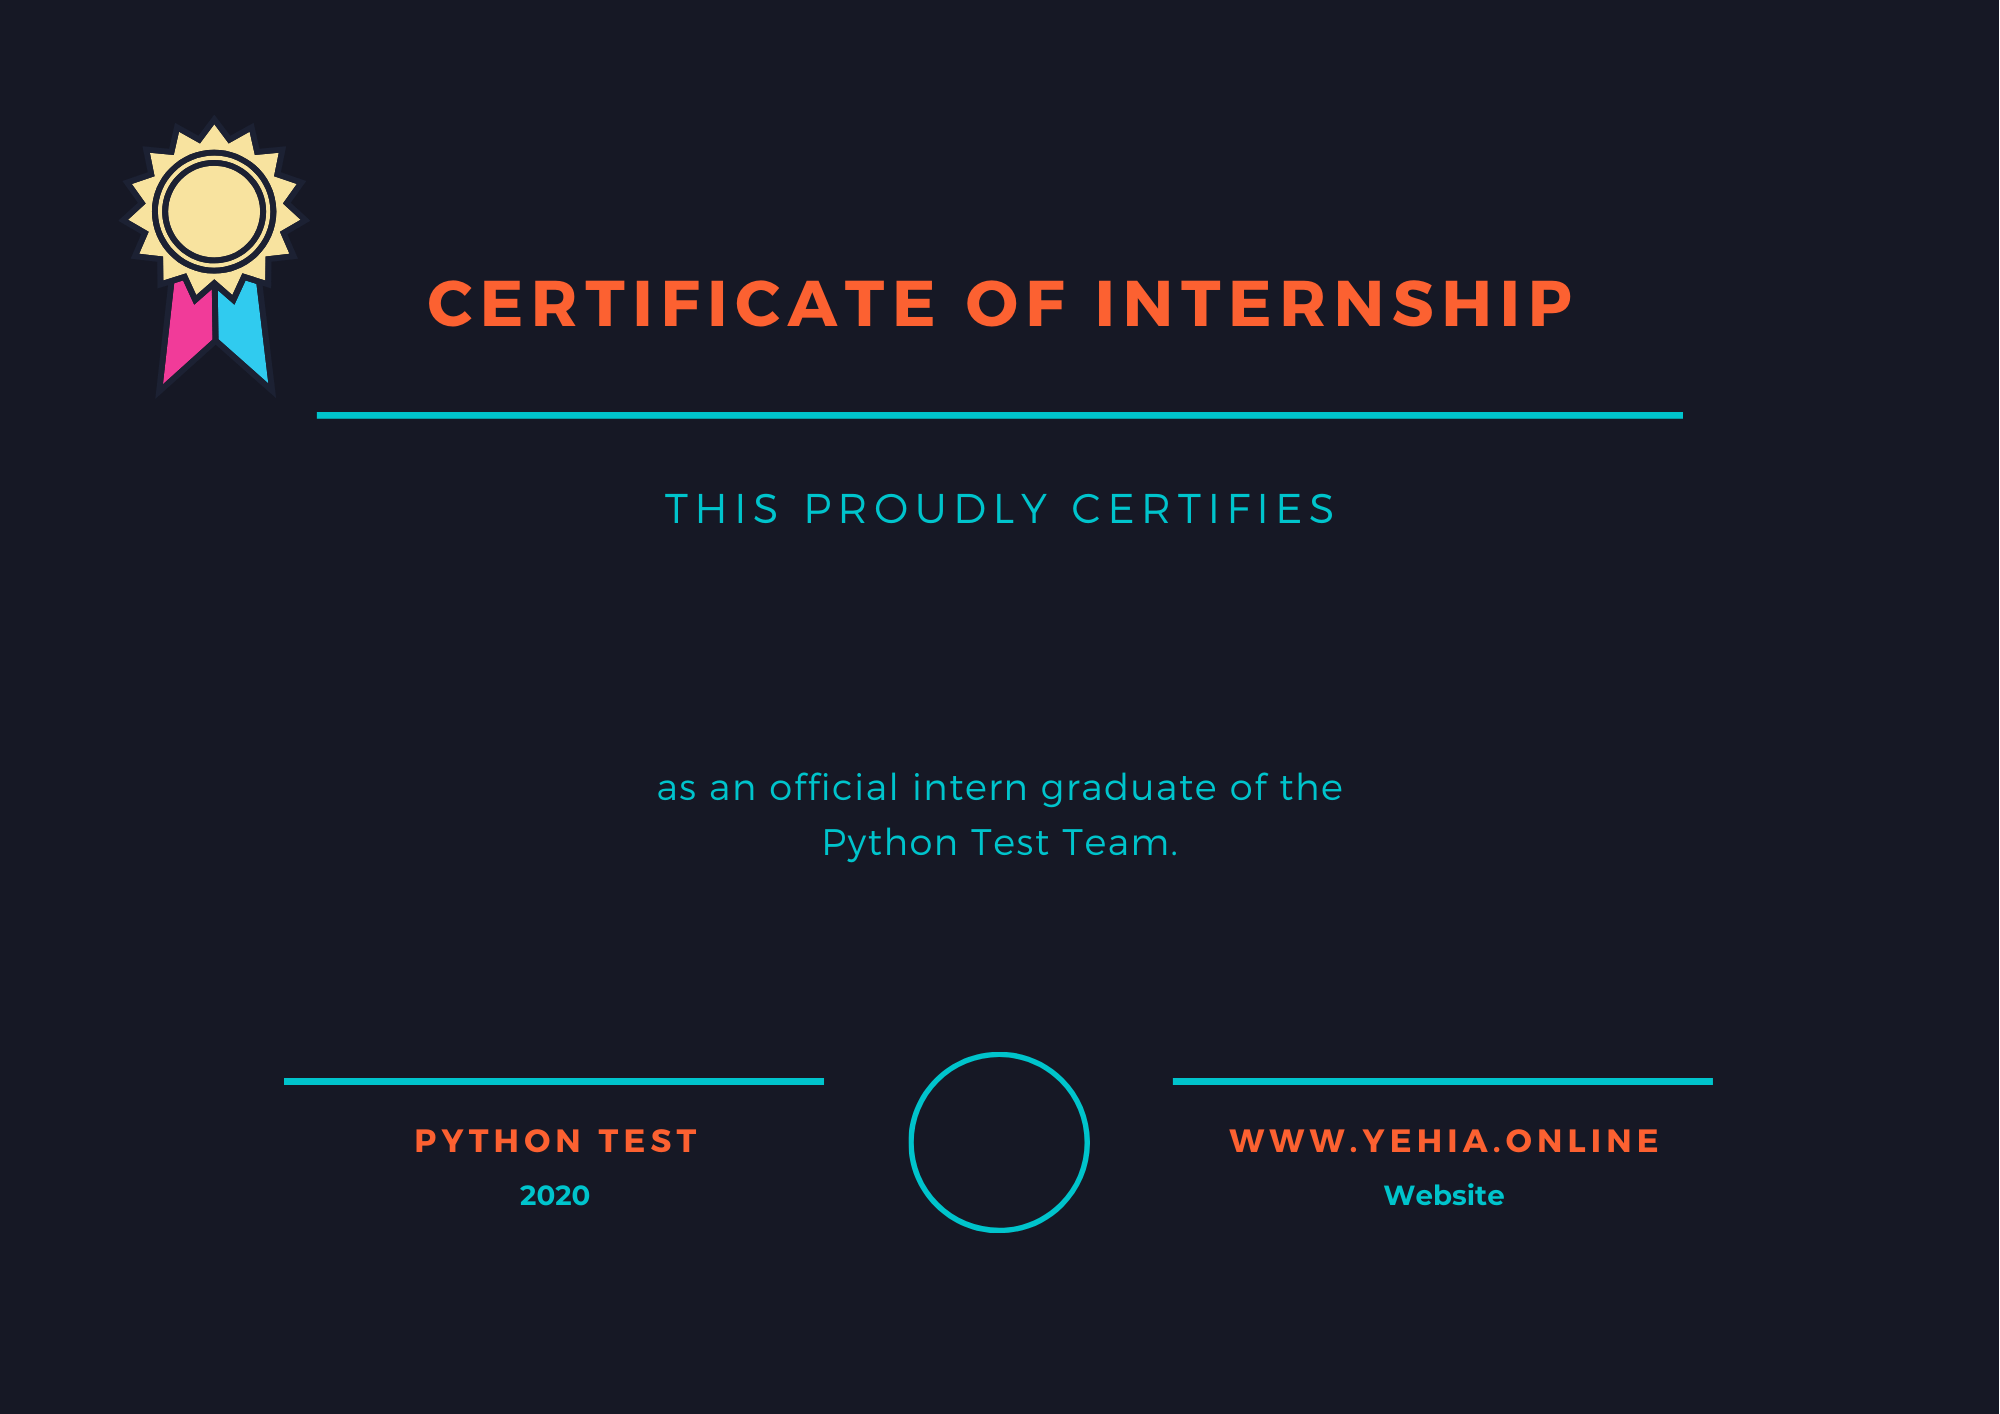 CERTIFICATE OF INTERNSHIP
THIS PROUDLY CERTIFIES
as an official intern graduate of the
Python Test Team.
PYTHON TEST
2020
WWW.YEHIA.ONLINE
Website